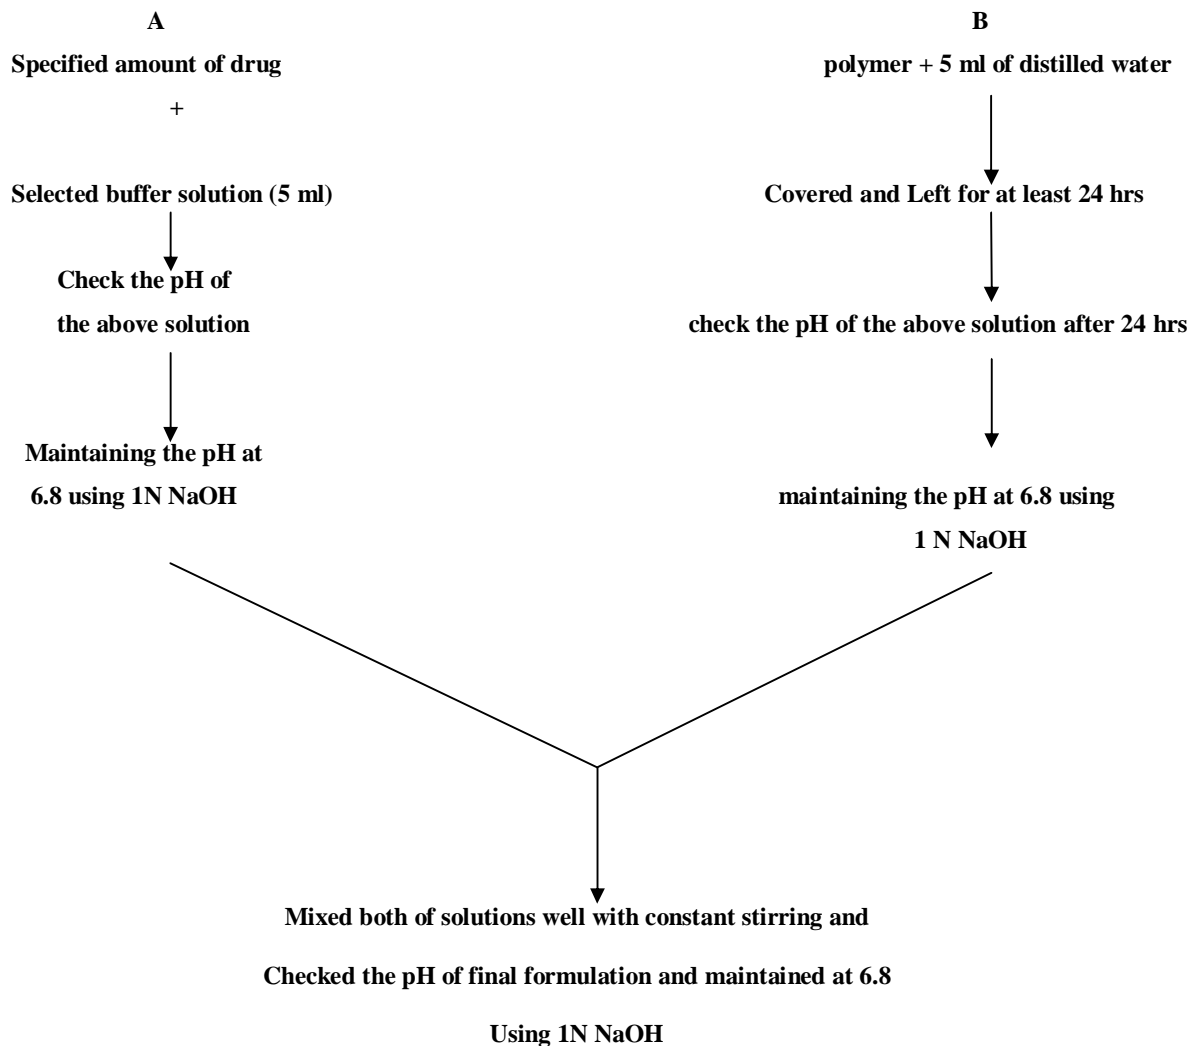 A
Specified amount of drug
+
Selected buffer solution (5 ml)
Check the pH of
the above solution
Maintaining the pH at
6.8 using 1N NaOH
B
polymer + 5 ml of distilled water
Covered and Left for at least 24 hrs
check the pH of the above solution after 24 hrs
maintaining the pH at 6.8 using
1 N NaOH
Mixed both of solutions well with constant stirring and
Checked the pH of final formulation and maintained at 6.8
Using 1N NaOH